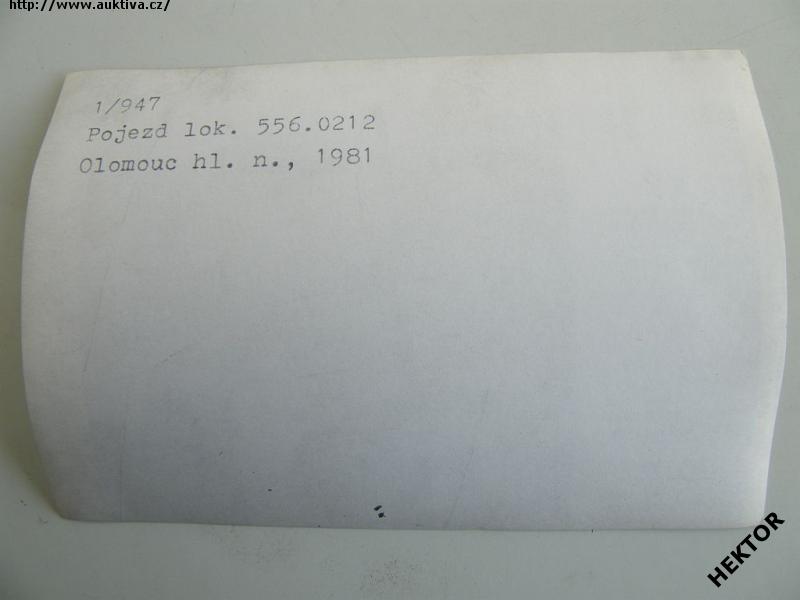 http://www.auktiva.cz/
1/947
Pojezd lok. 556.0212
Olomouc hl. n., 1981
HEKTOR